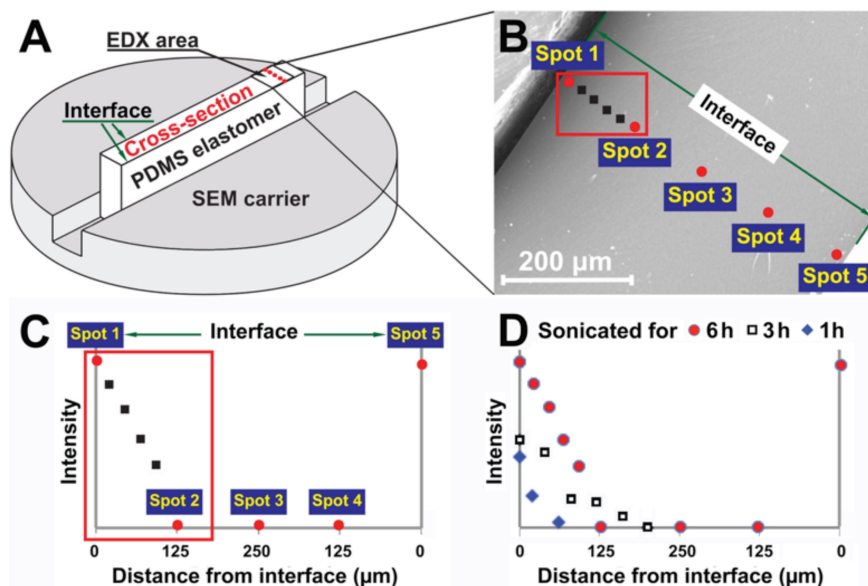 A
EDX area
Interface
Cross-section
PDMS elastomer
SEM carrier
B
Spot 1
Interface
Spot 2
Spot 3
Spot 4
Spot 5
200 µm
C
Spot 1
Interface
Spot 5
Intensity
Spot 2
Spot 3
Spot 4
0 125 250 125 0
Distance from interface (µm)
D
Sonicated for 6 h 3 h 1 h
Intensity
0 125 250 125 0
Distance from interface (µm)